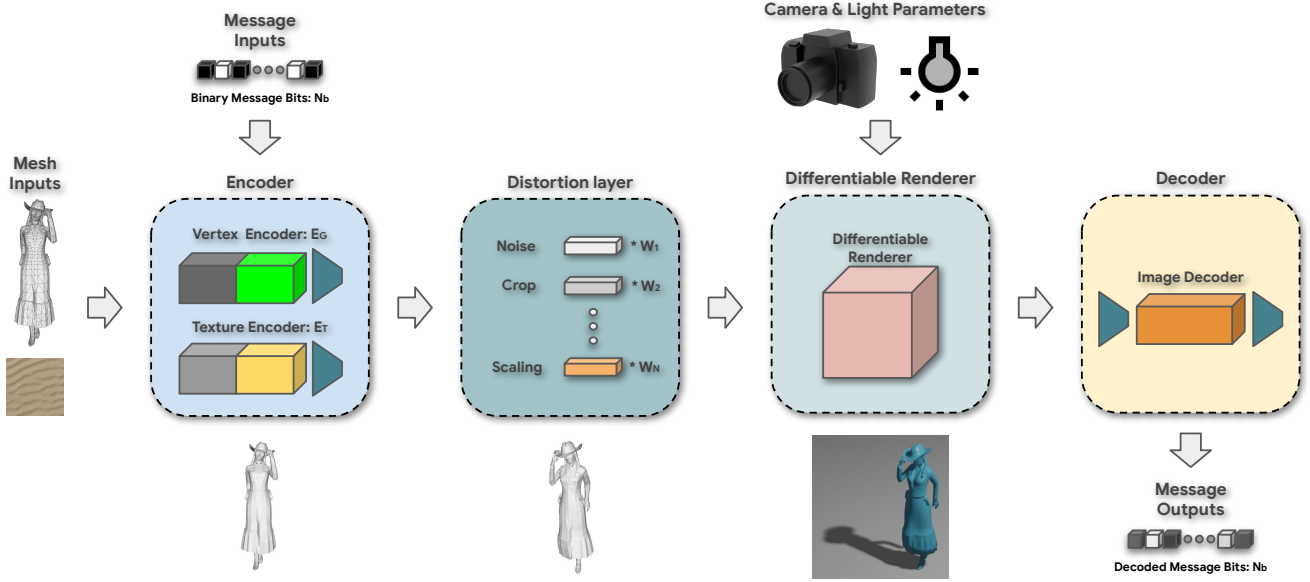 Message
Inputs
Binary Message Bits: Nb
Camera & Light Parameters
Mesh
Inputs
Encoder
Vertex Encoder: EG
Texture Encoder: ET
Distortion layer
Noise * W1
Crop * W2
Scaling * WN
Differentiable Renderer
Differentiable
Renderer
Decoder
Image Decoder
Message
Outputs
Decoded Message Bits: Nb